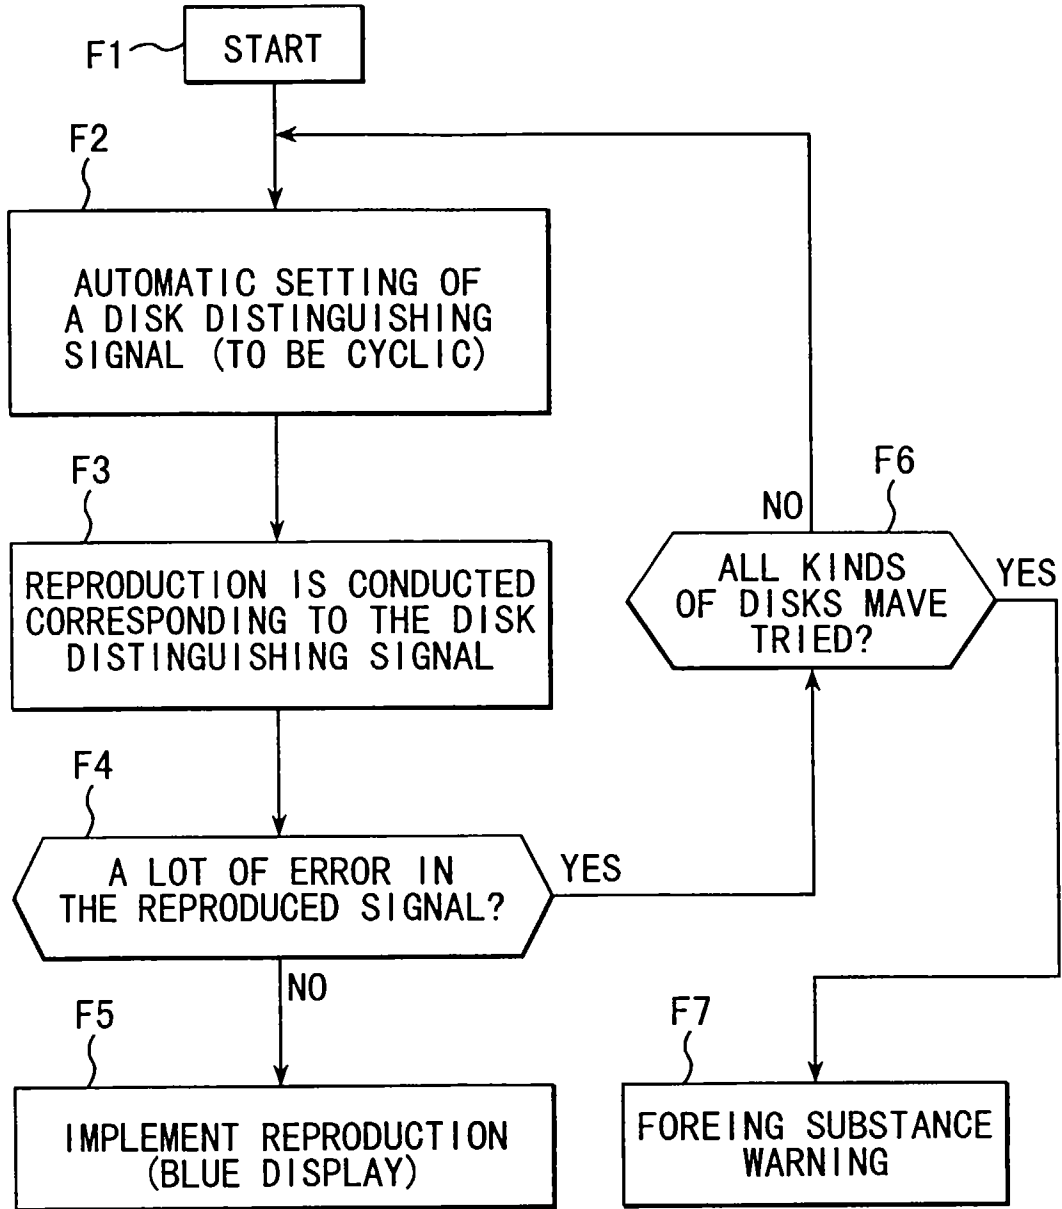 F1
START
F2
AUTOMATIC SETTING OF
A DISK DISTINGUISHING
SIGNAL (TO BE CYCLIC)
F3
REPRODUCTION IS CONDUCTED
CORRESPONDING TO THE DISK
DISTINGUISHING SIGNAL
F4
A LOT OF ERROR IN
THE REPRODUCED SIGNAL?
YES
NO
F5
IMPLEMENT REPRODUCTION
(BLUE DISPLAY)
F6
NO
ALL KINDS
OF DISKS MAVE
TRIED?
YES
F7
FOREING SUBSTANCE
WARNING